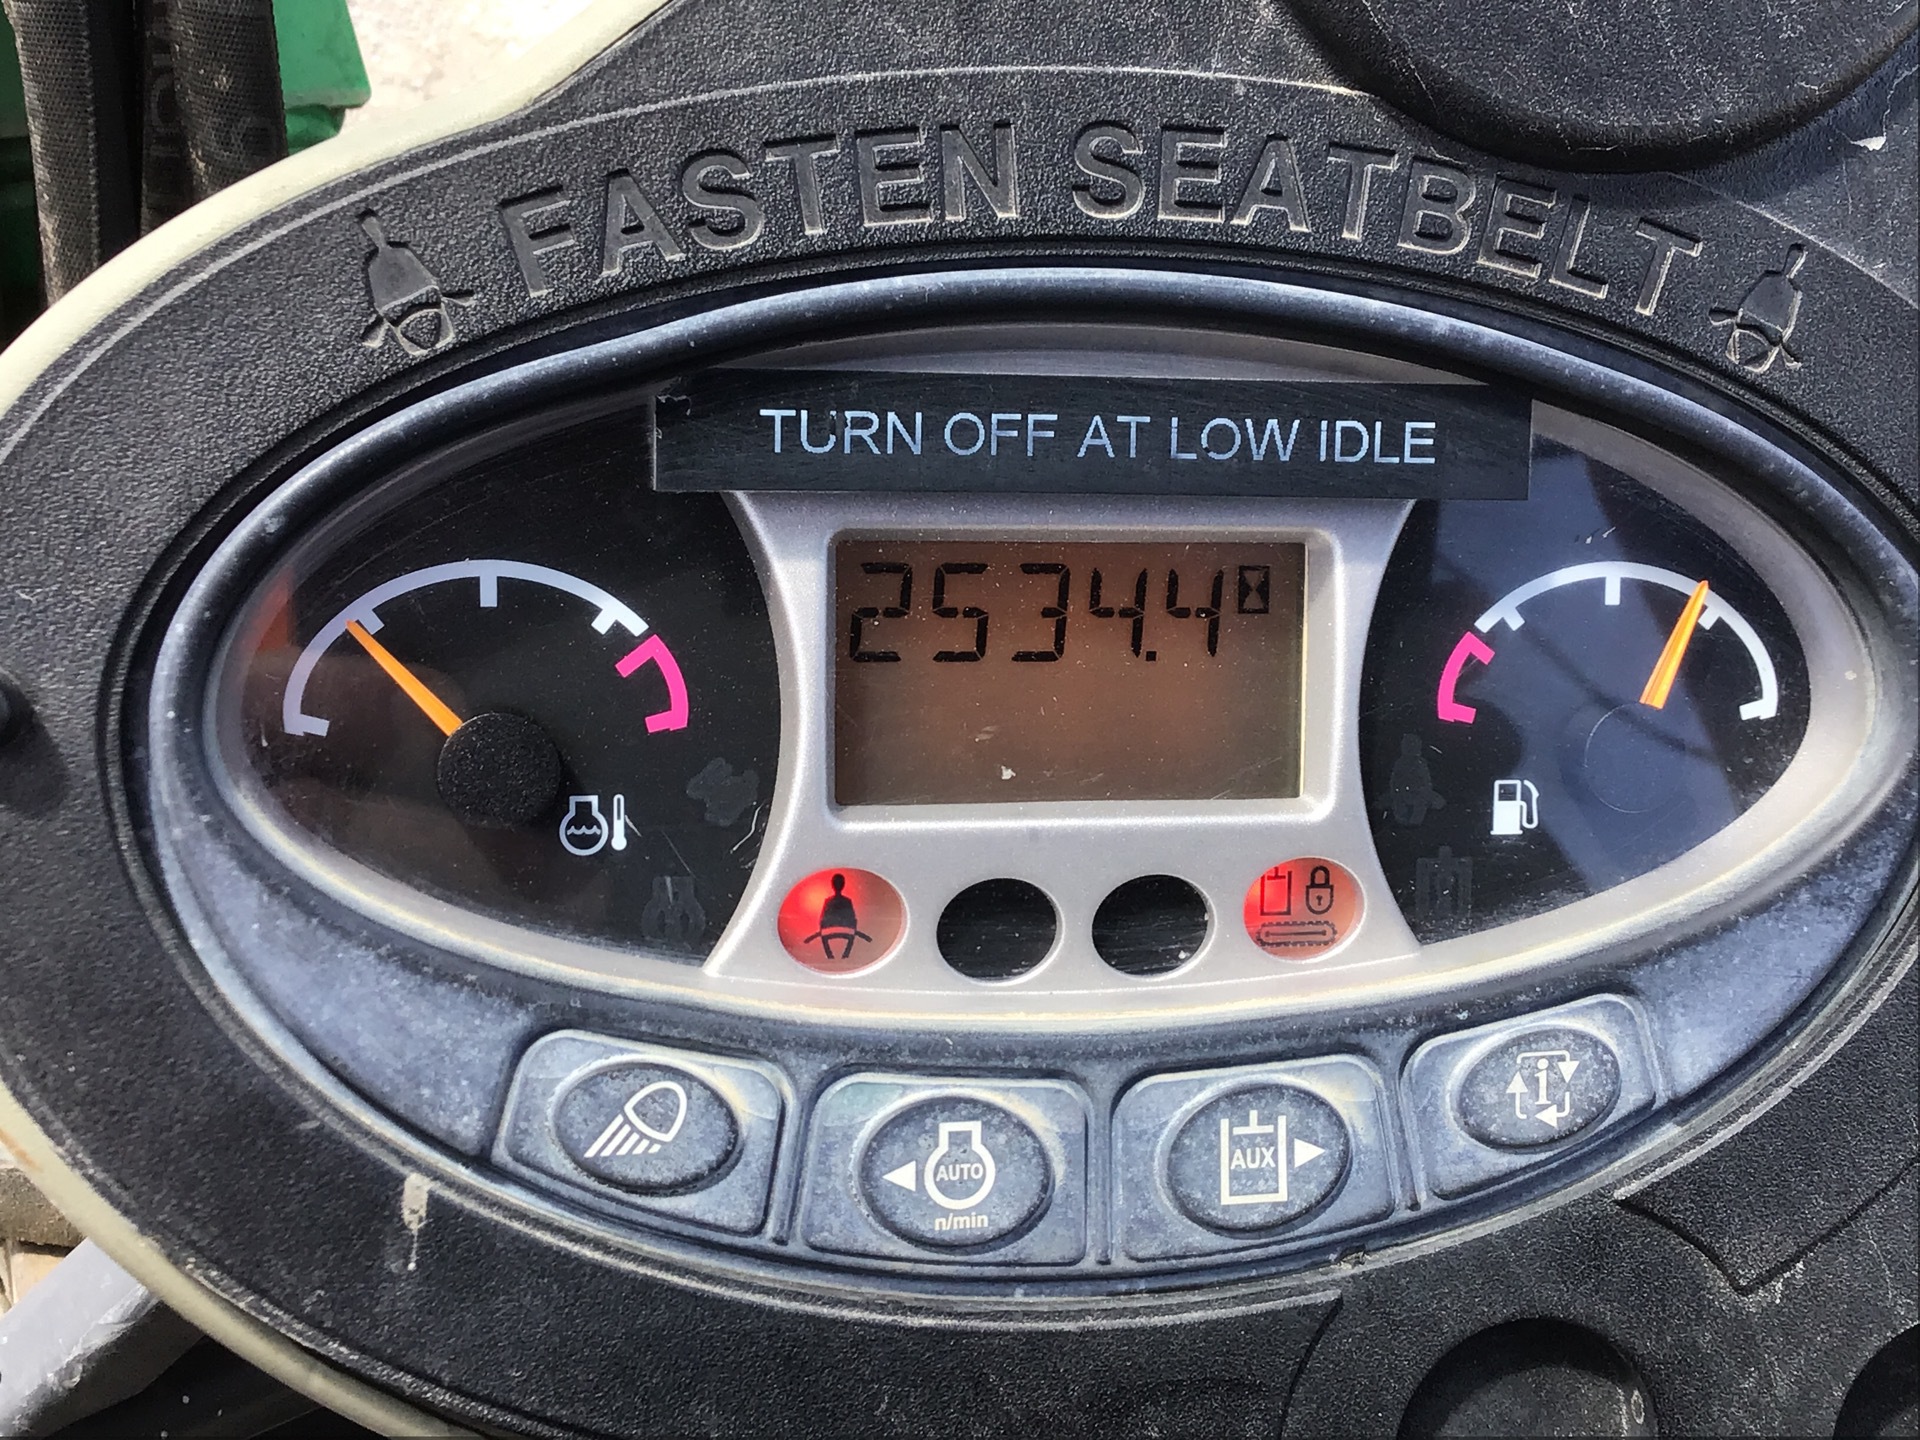 FASTEN SEATBELT
TURN OFF AT LOW IDLE
2534.4
AUTO
n/min
AUX
i